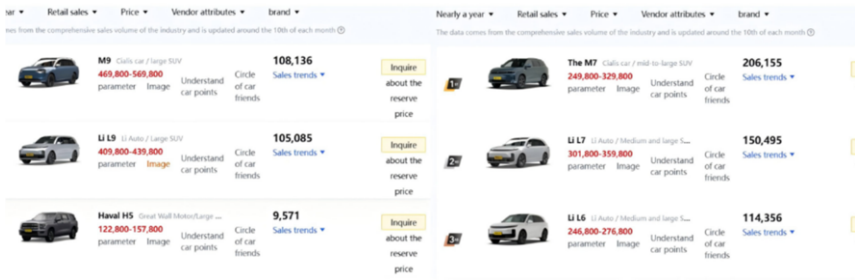 ar ▾ Retail sales ▾ Price ▾ Vendor attributes ▾ brand ▾
mes from the comprehensive sales volume of the industry and is updated around the 10th of each month ?
M9 Cialis car / large SUV
469,800-569,800
parameter Image Understand car points Circle of car friends
108,136
Sales trends ▾
Inquire about the reserve price
Li L9 Li Auto / Large SUV
409,800-439,800
parameter Image Understand car points Circle of car friends
105,085
Sales trends ▾
Inquire about the reserve price
Haval H5 Great Wall Motor/Large ...
122,800-157,800
parameter Image Understand car points Circle of car friends
9,571
Sales trends ▾
Inquire about the reserve price
Nearly a year ▾ Retail sales ▾ Price ▾ Vendor attributes ▾ brand ▾
The data comes from the comprehensive sales volume of the industry and is updated around the 10th of each month ?
1
The M7 Cialis car / mid-to-large SUV
249,800-329,800
parameter Image Understand car points Circle of car friends
206,155
Sales trends ▾
2
Li L7 Li Auto / Medium and large S...
301,800-359,800
parameter Image Understand car points Circle of car friends
150,495
Sales trends ▾
3
Li L6 Li Auto / Medium and large S...
246,800-276,800
parameter Image Understand car points Circle of car friends
114,356
Sales trends ▾